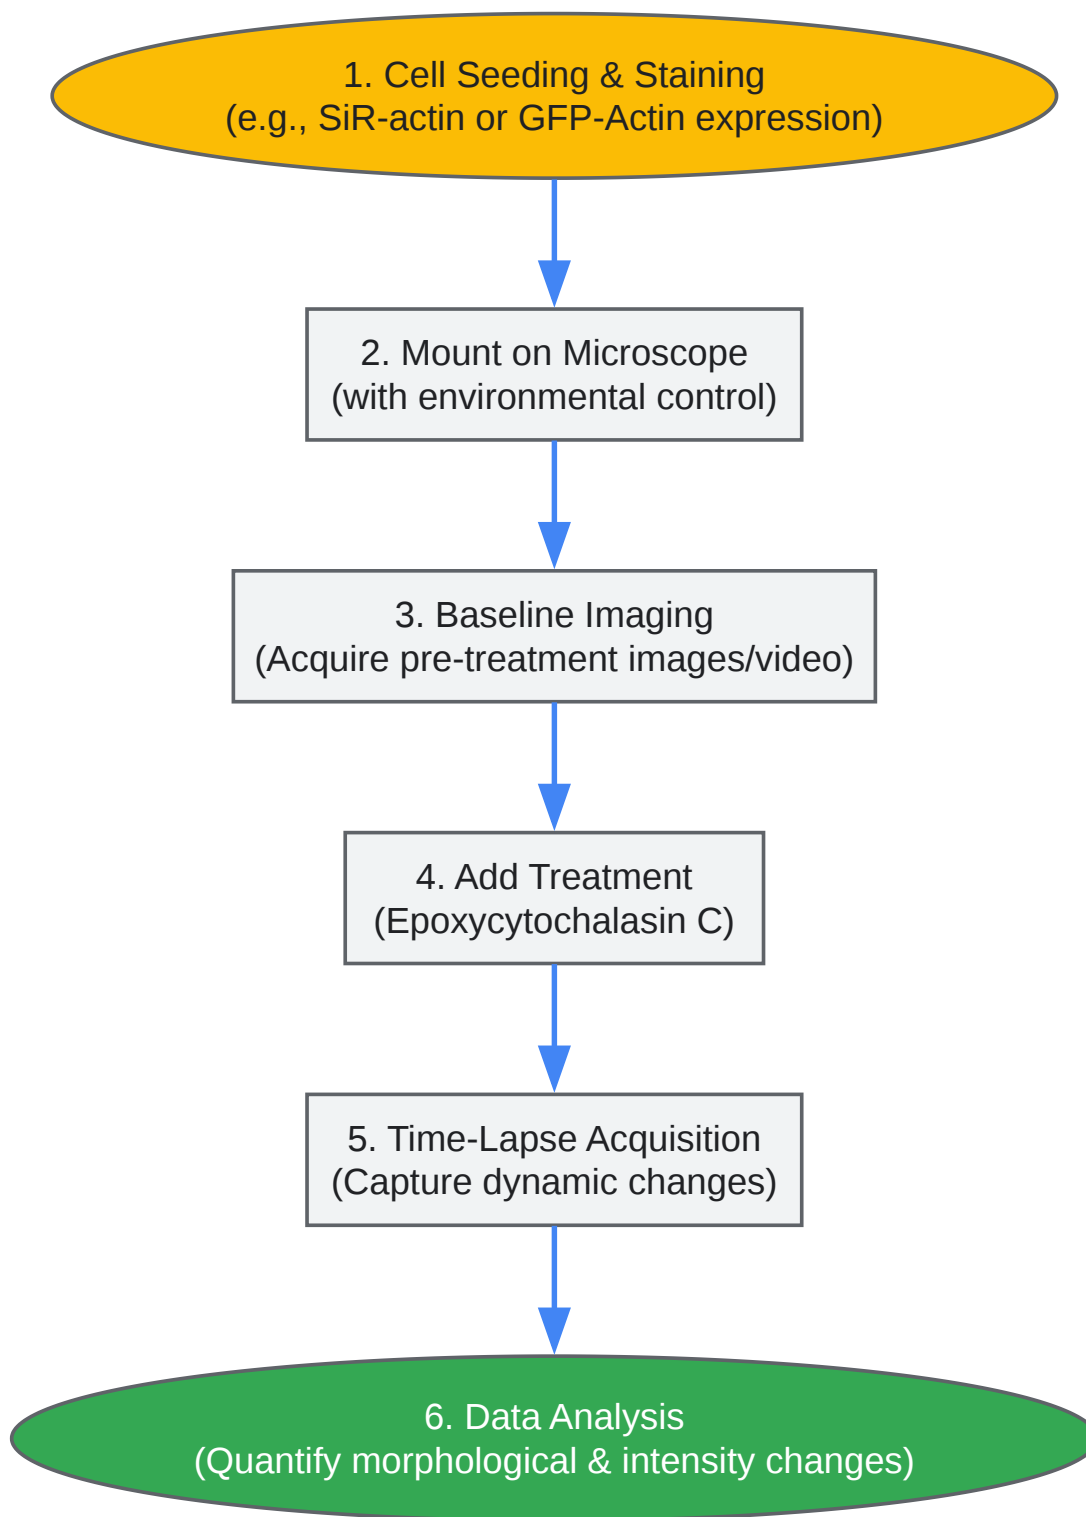 1. Cell Seeding & Staining
(e.g., SiR-actin or GFP-Actin expression)
2. Mount on Microscope
(with environmental control)
3. Baseline Imaging
(Acquire pre-treatment images/video)
4. Add Treatment
(Epoxycytochalasin C)
5. Time-Lapse Acquisition
(Capture dynamic changes)
6. Data Analysis
(Quantify morphological & intensity changes)